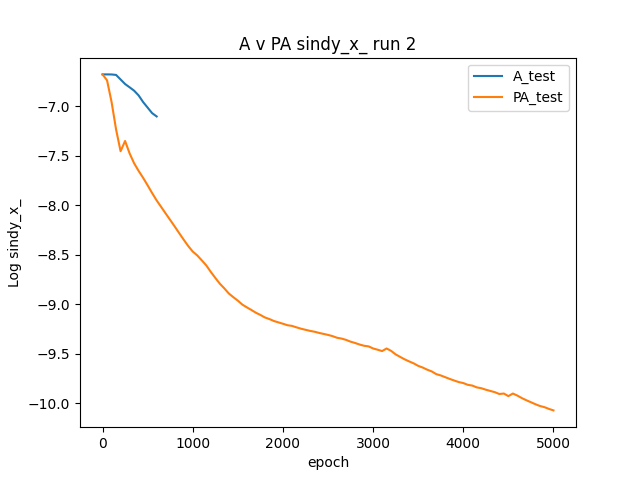 A v PA sindy_x_ run 2
A_test
PA_test
Log sindy_x_
−7.0
−7.5
−8.0
−8.5
−9.0
−9.5
−10.0
0 1000 2000 3000 4000 5000
epoch